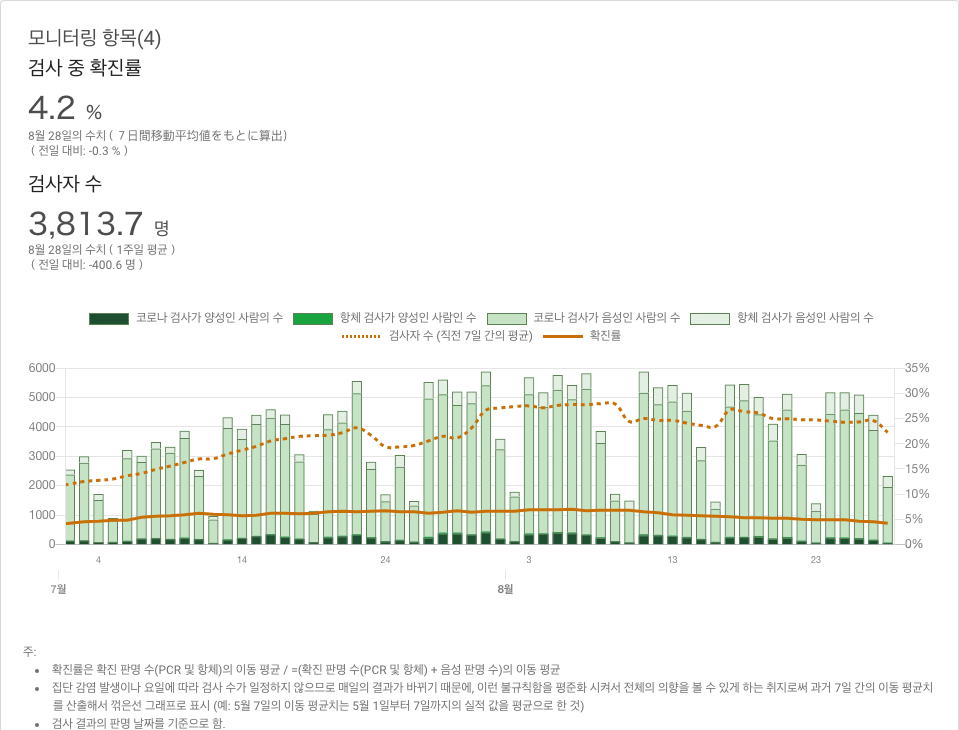 모니터링 항목(4)
검사 중 확진률
4.2 %
8월 28일의 수치 ( 7日間移動平均値をもとに算出)
( 전일 대비: -0.3 % )
검사자 수
3,813.7 명
8월 28일의 수치 ( 1주일 평균 )
( 전일 대비: -400.6 명 )
코로나 검사가 양성인 사람의 수 항체 검사가 양성인 사람인 수 코로나 검사가 음성인 사람의 수 항체 검사가 음성인 사람의 수
검사자 수 (직전 7일 간의 평균) 확진률
6000 35%
5000 30%
4000 25%
3000 20%
2000 15%
1000 10%
0 5%
0%
4 14 24 3 13 23
7월 8월
주:
확진률은 확진 판명 수(PCR 및 항체)의 이동 평균 / =(확진 판명 수(PCR 및 항체) + 음성 판명 수)의 이동 평균
집단 감염 발생이나 요일에 따라 검사 수가 일정하지 않으므로 매일의 결과가 바뀌기 때문에, 이런 불규칙함을 평준화 시켜서 전체의 의향을 볼 수 있게 하는 취지로써 과거 7일 간의 이동 평균치
를 산출해서 꺾은선 그래프로 표시 (예: 5월 7일의 이동 평균치는 5월 1일부터 7일까지의 실적 값을 평균으로 한 것)
검사 결과의 판명 날짜를 기준으로 함.